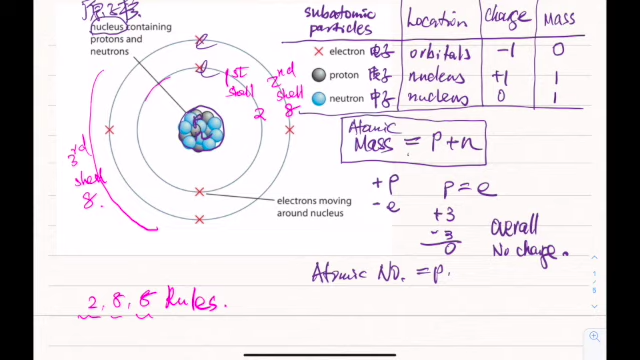 原子核
nucleus containing
protons and
neutrons
1st
shell
2
2nd
shell
8
3rd
shell
8.
electrons moving
around nucleus
2, 8, 8 Rules.
subatomic particles Location Charge Mass
electron 电子 orbitals -1 0
proton 质子 nucleus +1 1
neutron 中子 nucleus 0 1
Atomic
Mass = P+n
+p
-e
p=e
+3
-3
0
overall
No charge.
Atomic No. = p.